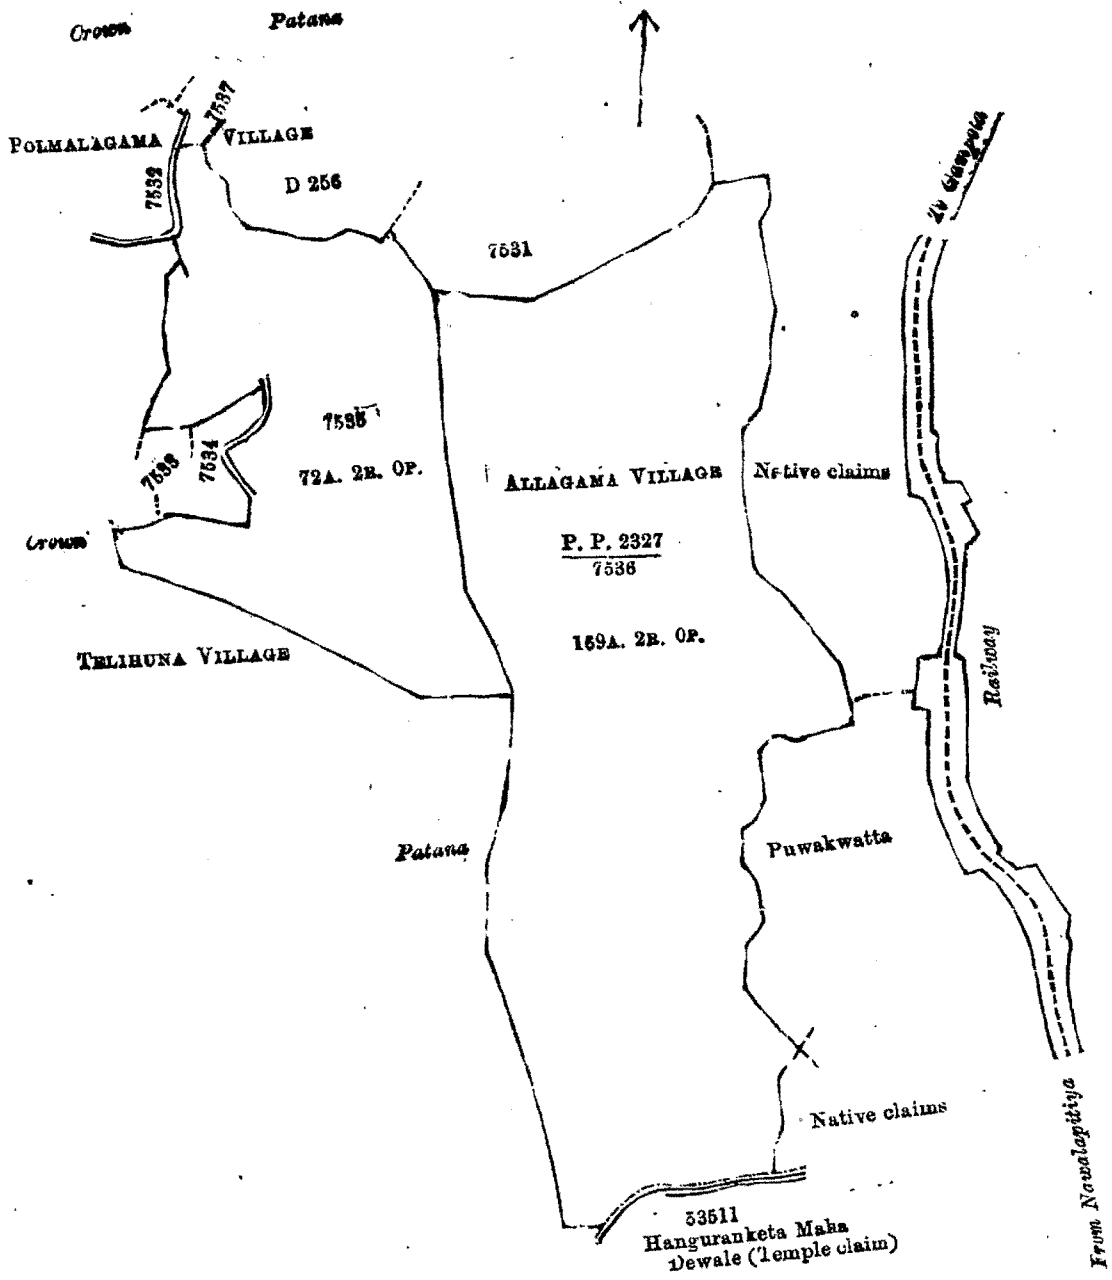 Crown
Patana
7537
POLMALAGAMA VILLAGE
7532
D 256
To Gampola
7531
7535
72A. 2R. 0P.
7533
7534
ALLAGAMA VILLAGE
Native claims
Crown
P. P. 2327
7536
TELIHUNA VILLAGE
169A. 2R. 0P.
Railway
Patana
Puwakwatta
Native claims
From Nawalapitiya
53511
Hanguranketa Maha
Dewale (Temple claim)